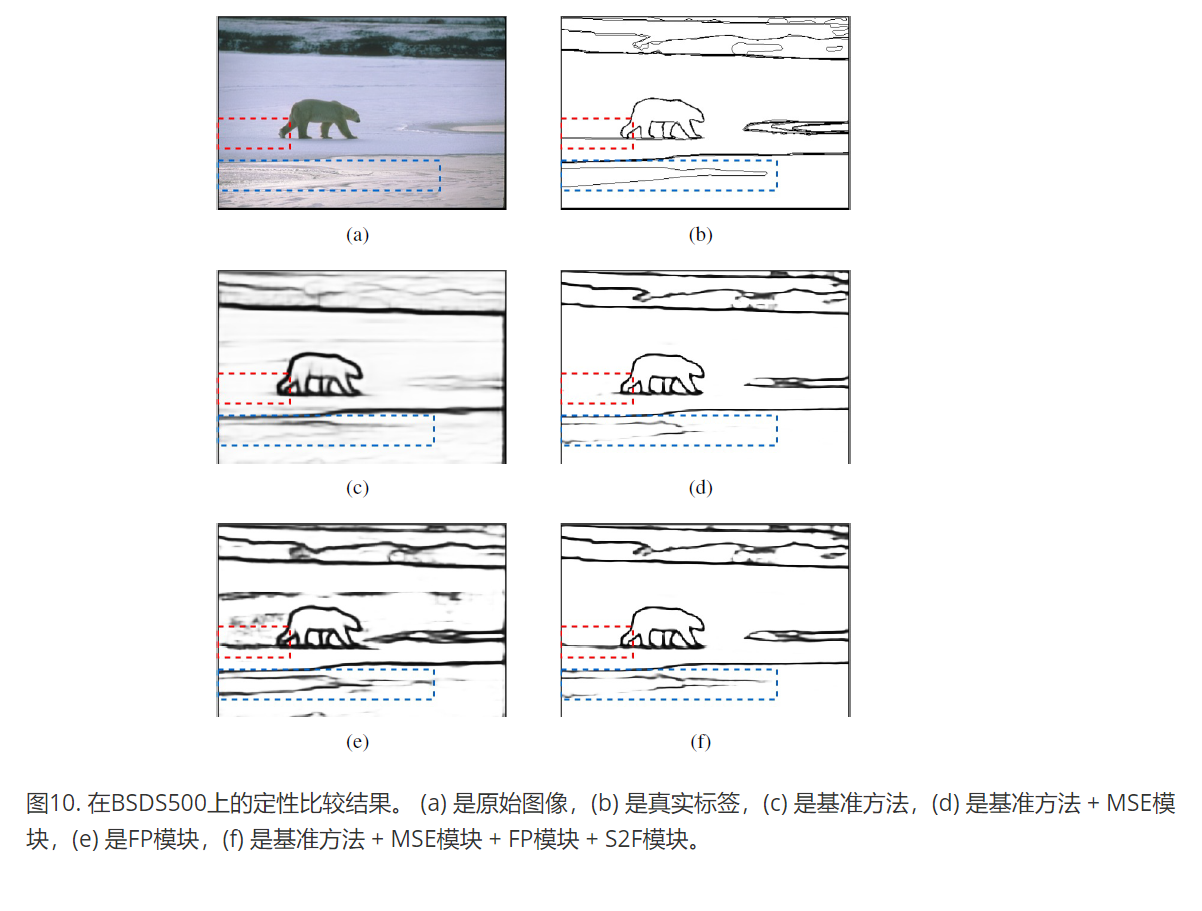 (a)
(b)
(c)
(d)
(e)
(f)
图10. 在BSDS500上的定性比较结果。 (a) 是原始图像，(b) 是真实标签，(c) 是基准方法，(d) 是基准方法 + MSE模
块，(e) 是FP模块，(f) 是基准方法 + MSE模块 + FP模块 + S2F模块。